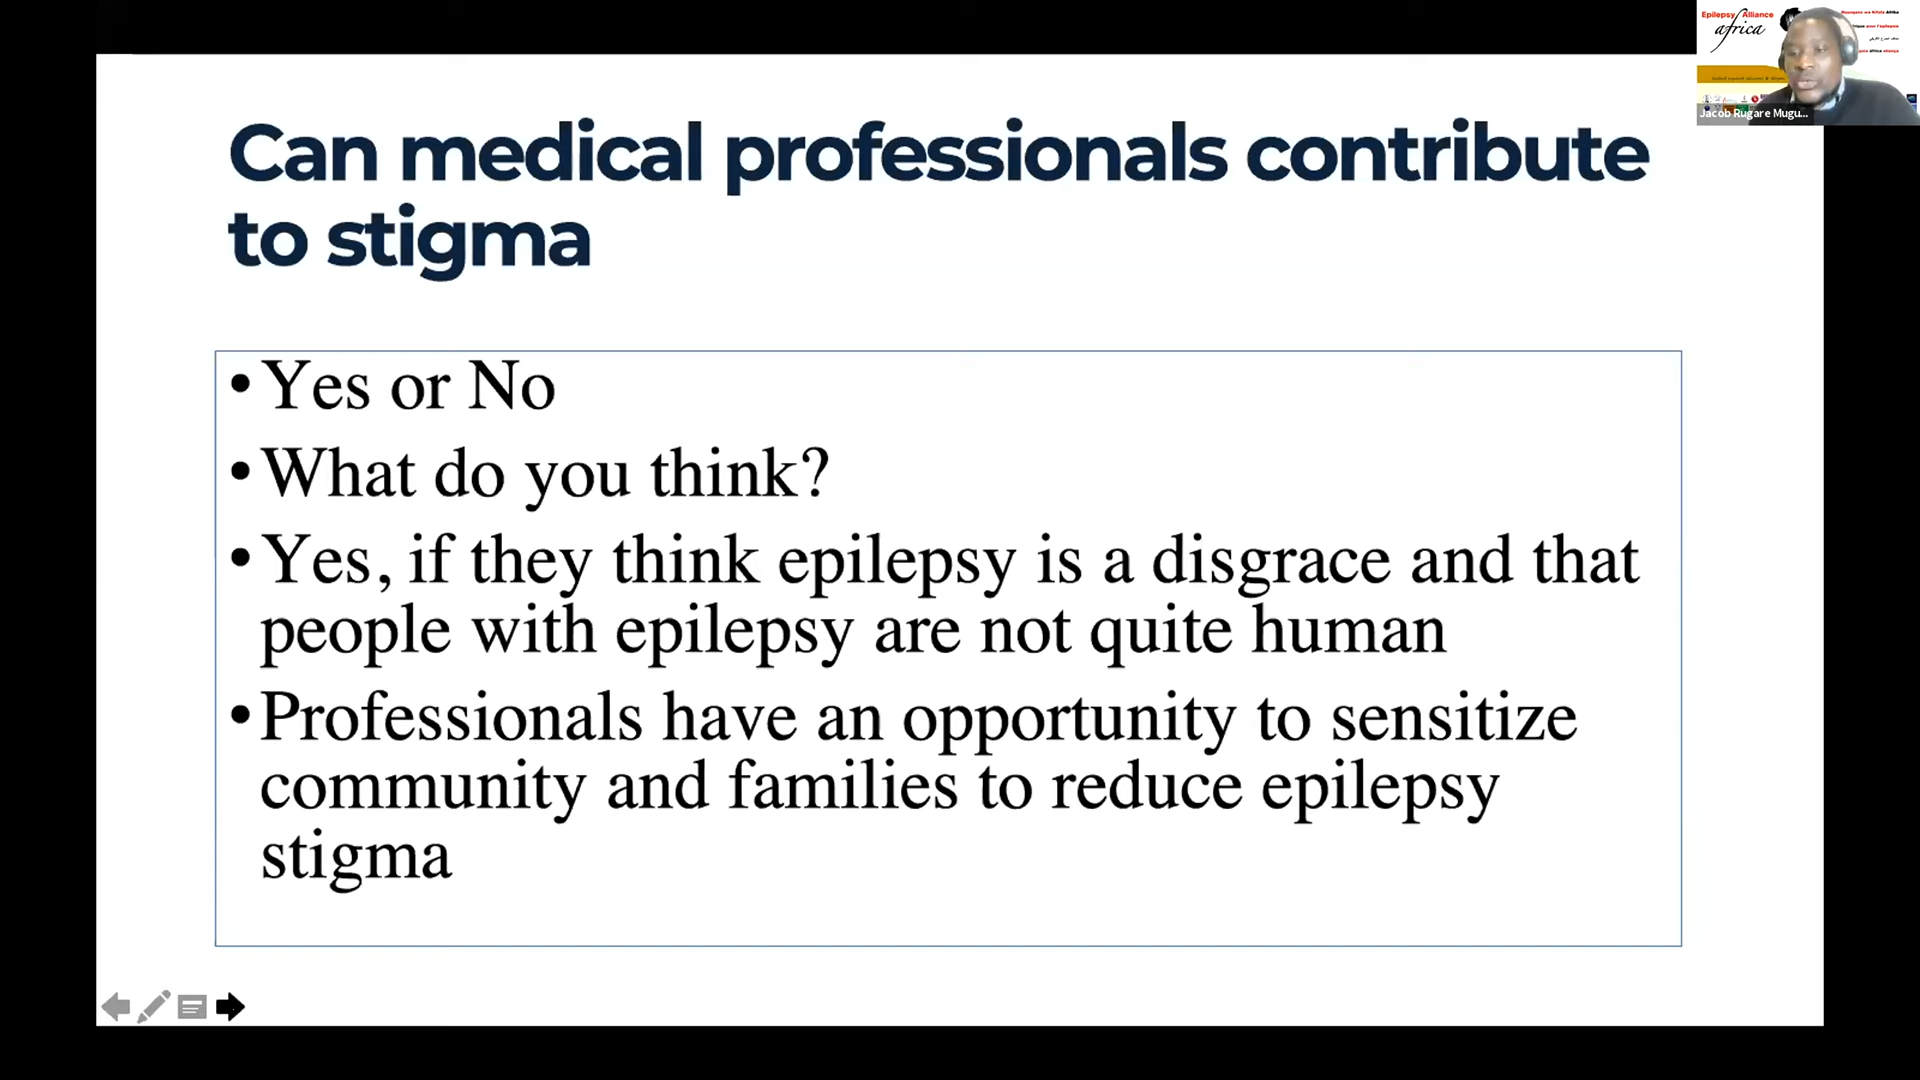 Can medical professionals contribute
to stigma
• Yes or No
• What do you think?
• Yes, if they think epilepsy is a disgrace and that
people with epilepsy are not quite human
• Professionals have an opportunity to sensitize
community and families to reduce epilepsy
stigma
Epilepsy Alliance
africa
Jacob Rugare Mugu...